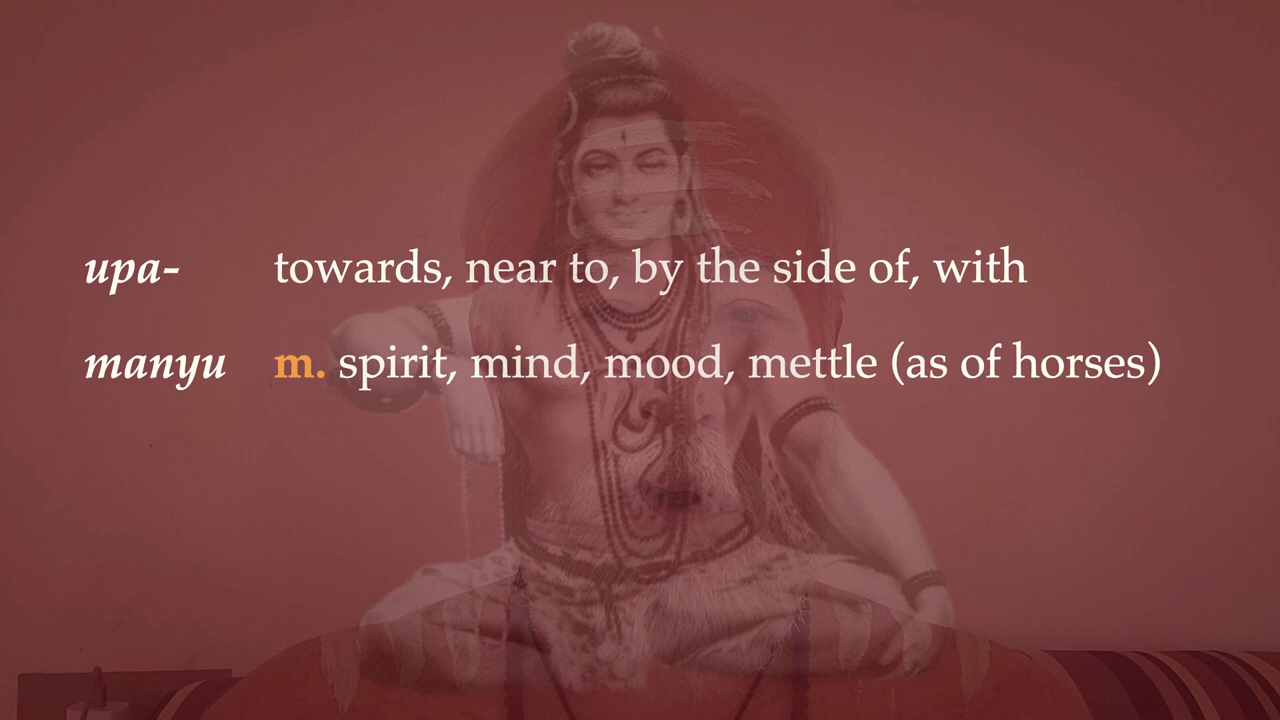 upa- towards, near to, by the side of, with
manyu m. spirit, mind, mood, mettle (as of horses)